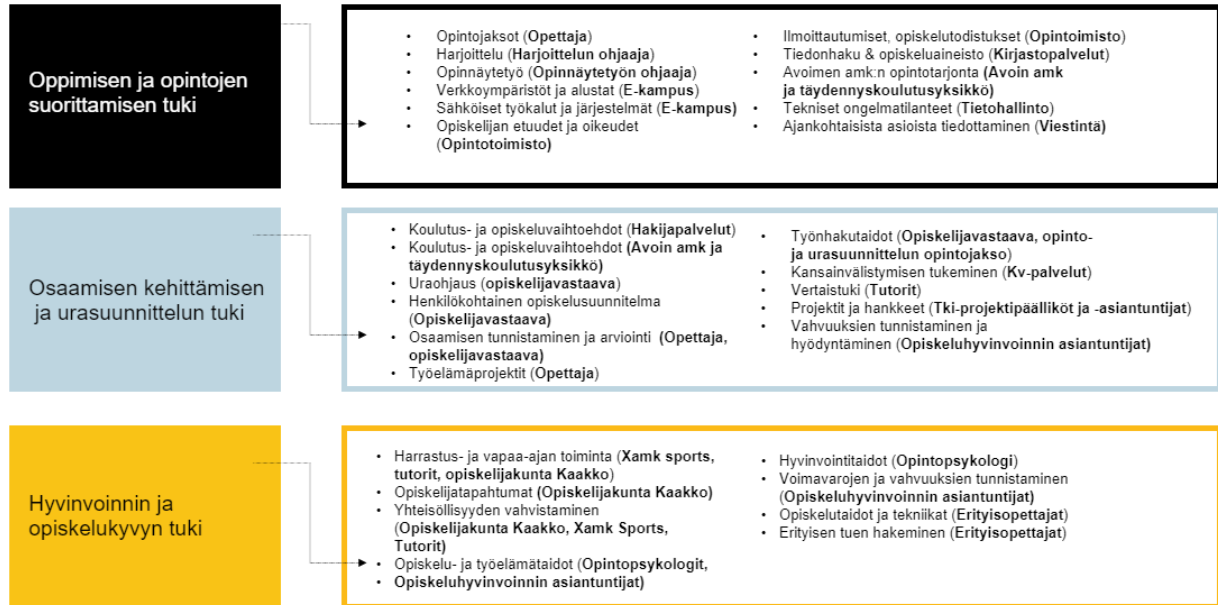 Oppimisen ja opintojen
suorittamisen tuki
• Opintojaksot (Opettaja)
• Harjoittelu (Harjoittelun ohjaaja)
• Opinnäytetyö (Opinnäytetyön ohjaaja)
• Verkkoympäristöt ja alustat (E-kampus)
• Sähköiset työkalut ja järjestelmät (E-kampus)
• Opiskelijan etuudet ja oikeudet
(Opintotoimisto)
• Ilmoittautumiset, opiskelutodistukset (Opintoimisto)
• Tiedonhaku & opiskeluaineisto (Kirjastopalvelut)
• Avoimen amk:n opintotarjonta (Avoin amk
ja täydennyskoulutusyksikkö)
• Tekniset ongelmatilanteet (Tietohallinto)
• Ajankohtaisista asioista tiedottaminen (Viestintä)
Osaamisen kehittämisen
ja urasuunnittelun tuki
• Koulutus- ja opiskeluvaihtoehdot (Hakijapalvelut)
• Koulutus- ja opiskeluvaihtoehdot (Avoin amk ja
täydennyskoulutusyksikkö)
• Uraohjaus (opiskelijavastaava)
• Henkilökohtainen opiskelusuunnitelma
(Opiskelijavastaava)
• Osaamisen tunnistaminen ja arviointi (Opettaja,
opiskelijavastaava)
• Työelämäprojektit (Opettaja)
• Työnhakutaidot (Opiskelijavastaava, opinto-
ja urasuunnittelun opintojakso)
• Kansainvälistymisen tukeminen (Kv-palvelut)
• Vertaistuki (Tutorit)
• Projektit ja hankkeet (Tki-projektipäälliköt ja -asiantuntijat)
• Vahvuuksien tunnistaminen ja
hyödyntäminen (Opiskeluhyvinvoinnin asiantuntijat)
Hyvinvoinnin ja
opiskelukyvyn tuki
• Harrastus- ja vapaa-ajan toiminta (Xamk sports,
tutorit, opiskelijakunta Kaakko)
• Opiskelijatapahtumat (Opiskelijakunta Kaakko)
• Yhteisöllisyyden vahvistaminen
(Opiskelijakunta Kaakko, Xamk Sports,
Tutorit)
• Opiskelu- ja työelämätaidot (Opintopsykologit,
• Opiskeluhyvinvoinnin asiantuntijat)
• Hyvinvointitaidot (Opintopsykologi)
• Voimavarojen ja vahvuuksien tunnistaminen
(Opiskeluhyvinvoinnin asiantuntijat)
• Opiskelutaidot ja tekniikat (Erityisopettajat)
• Erityisen tuen hakeminen (Erityisopettajat)